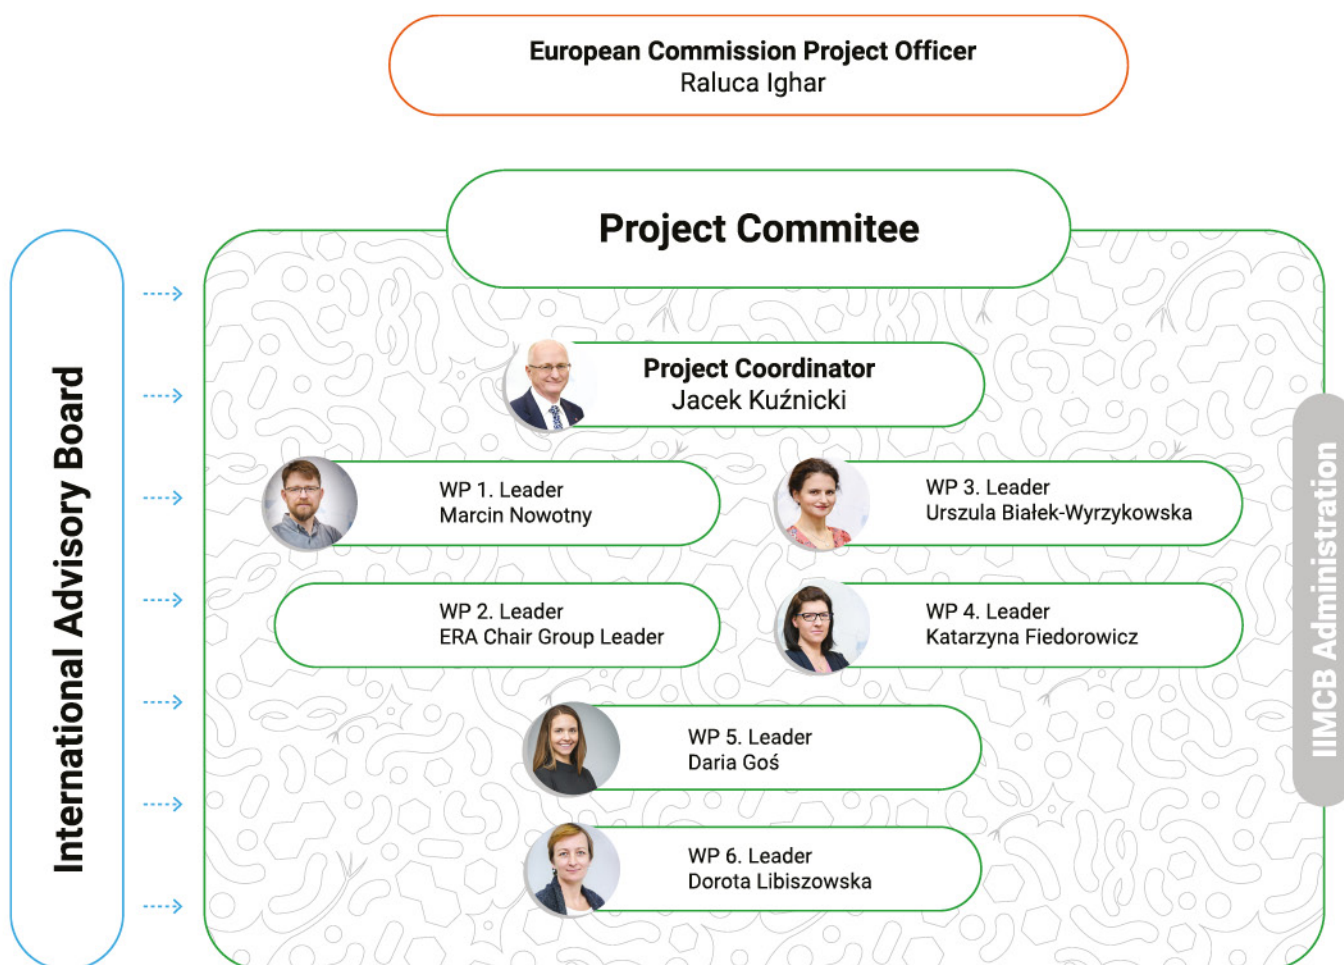 European Commission Project Officer
Raluca Ighar
Project Commitee
International Advisory Board
Project Coordinator
Jacek Kuźnicki
WP 1. Leader
Marcin Nowotny
WP 3. Leader
Urszula Białek-Wyrzykowska
WP 2. Leader
ERA Chair Group Leader
WP 4. Leader
Katarzyna Fiedorowicz
WP 5. Leader
Daria Goś
WP 6. Leader
Dorota Libiszowska
IIMCB Administration